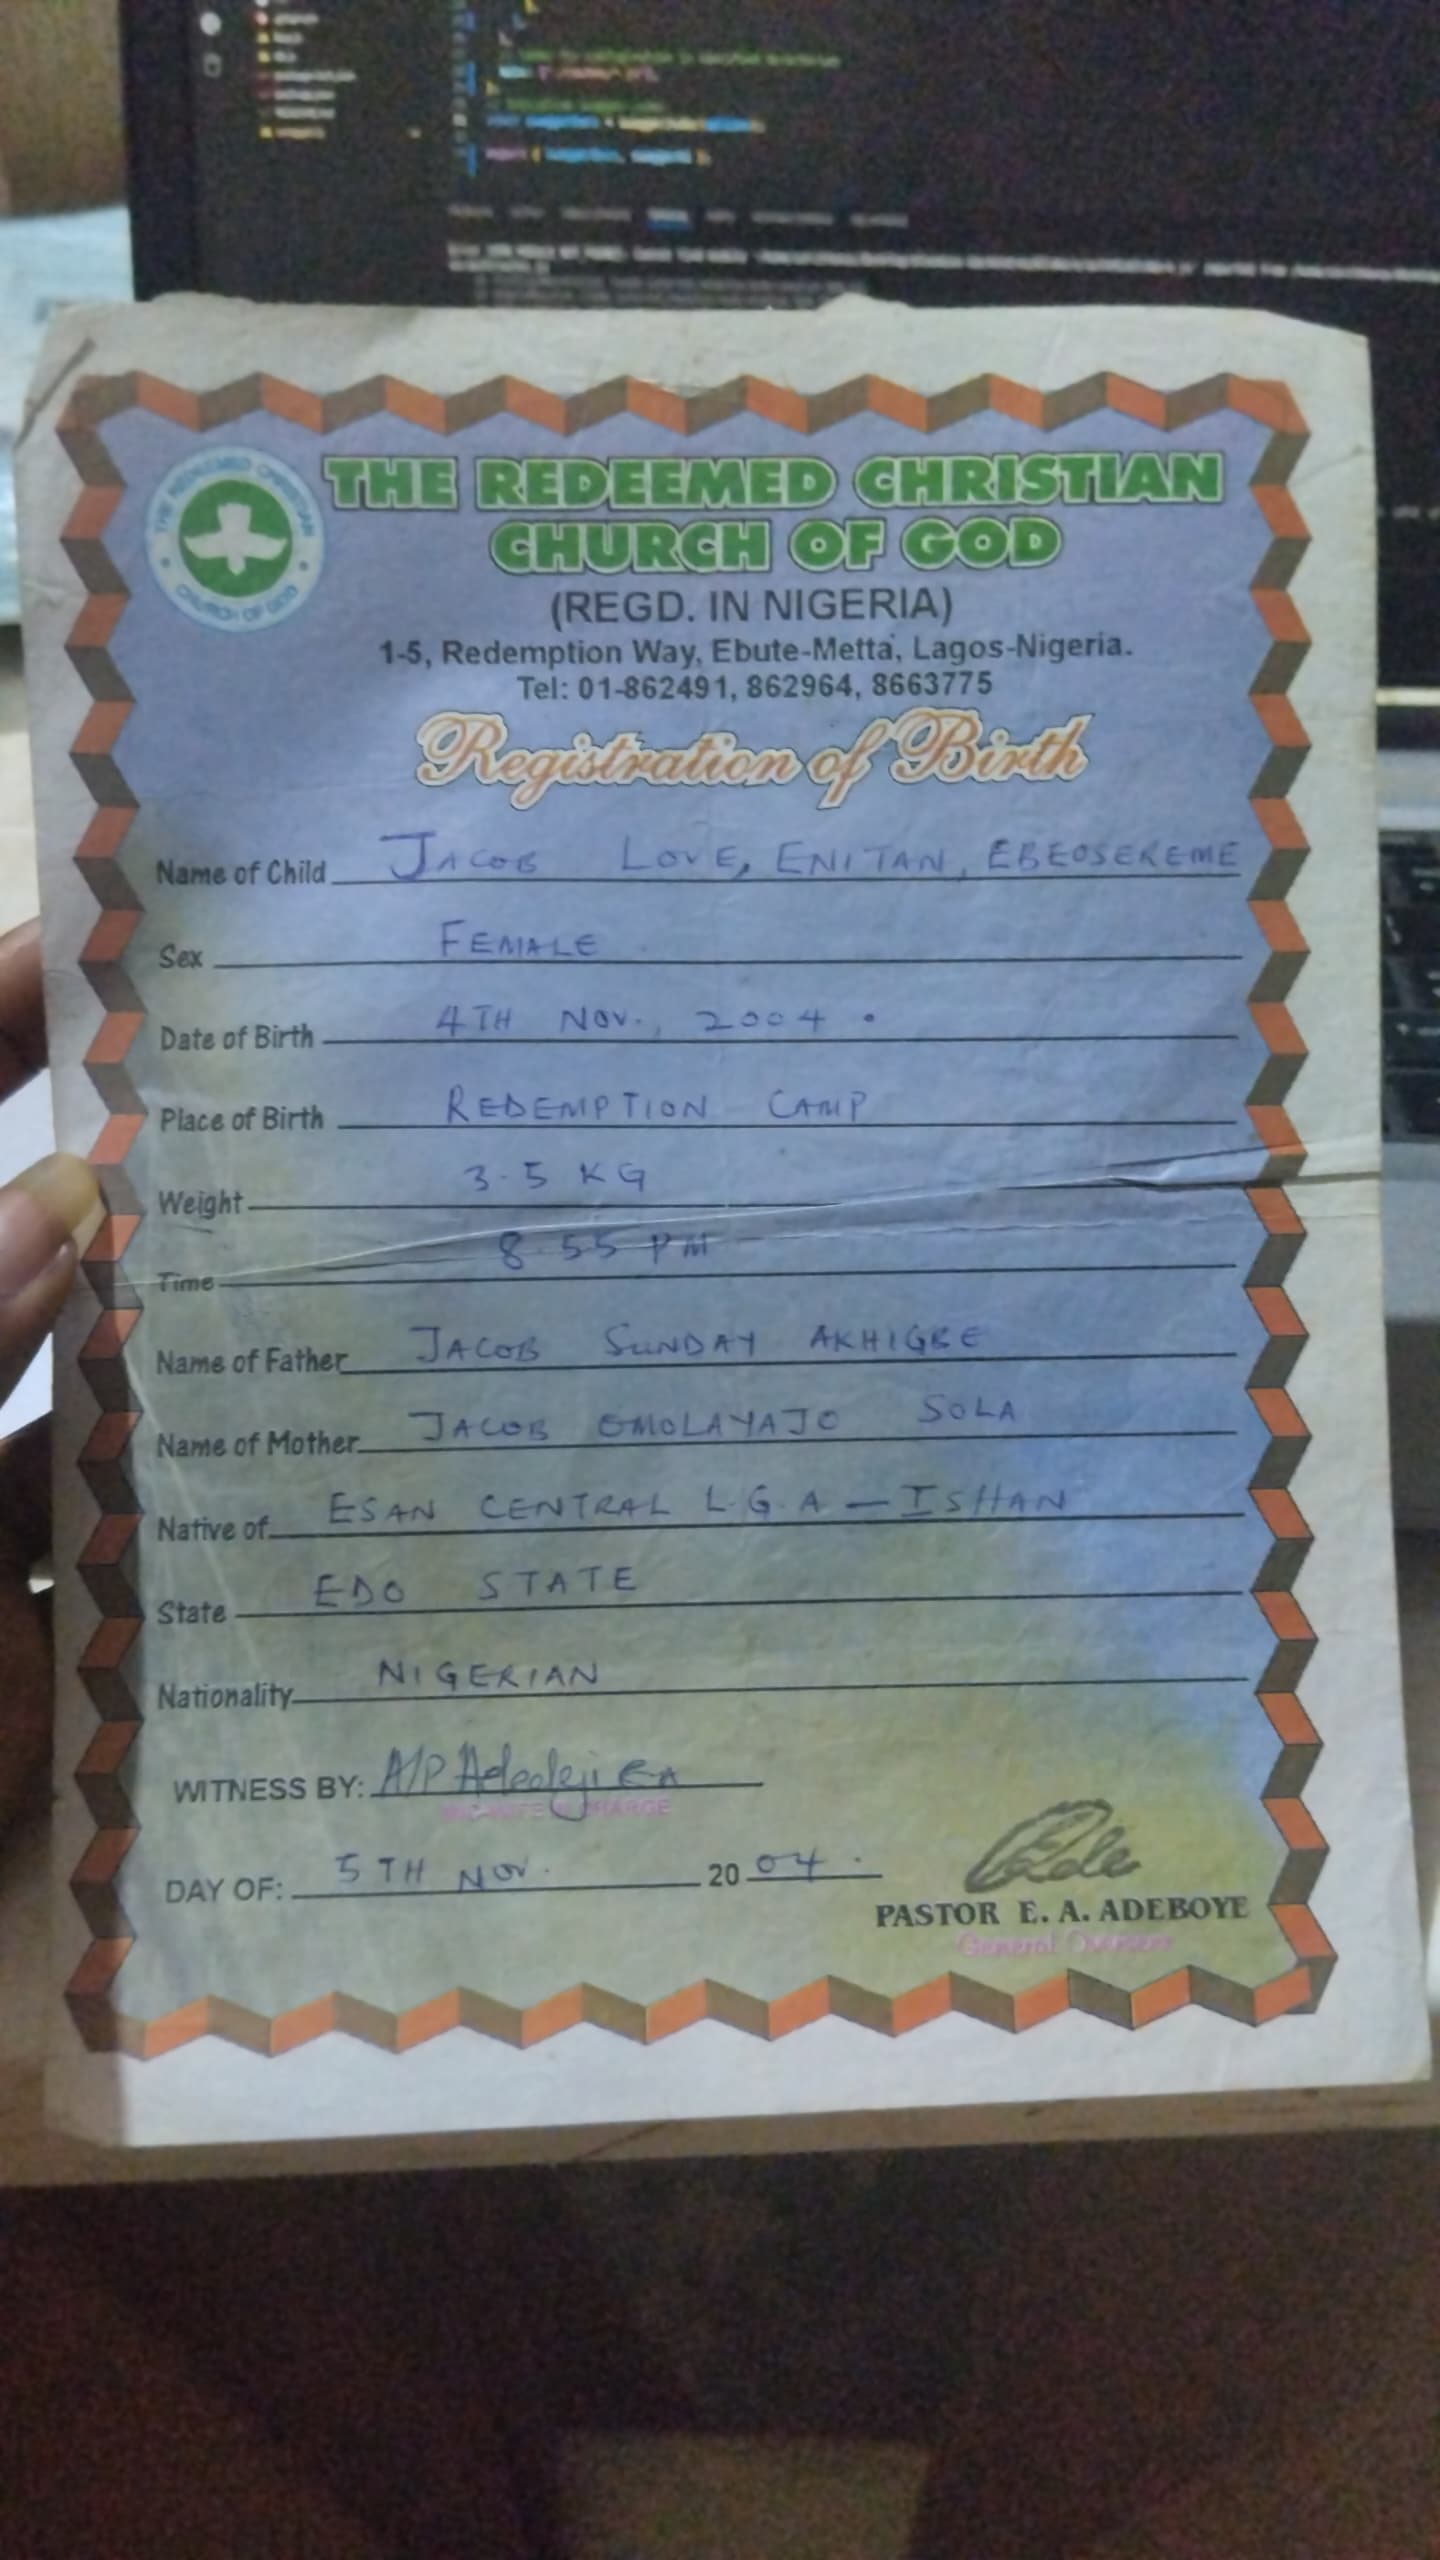 THE REDEEMED CHRISTIAN
CHURCH OF GOD
THE REDEEMED CHRISTIAN CHURCH OF GOD
(REGD. IN NIGERIA)
1-5, Redemption Way, Ebute-Metta, Lagos-Nigeria.
Tel: 01-862491, 862964, 8663775
Registration of Birth
Name of Child JACOB LOVE, ENITAN, EBEOSEREME
Sex FEMALE
Date of Birth 4TH NOV., 2004.
Place of Birth REDEMPTION CAMP
Weight 3.5 KG
Time 8.55 PM
Name of Father JACOB SUNDAY AKHIGBE
Name of Mother JACOB OMOLAYAJO SOLA
Native of ESAN CENTRAL L.G.A - ISHAN
State EDO STATE
Nationality NIGERIAN
WITNESS BY: A/P Adedeji E.A
CHARGE
DAY OF: 5TH NOV. 2004.
PASTOR E. A. ADEBOYE
General Overseer